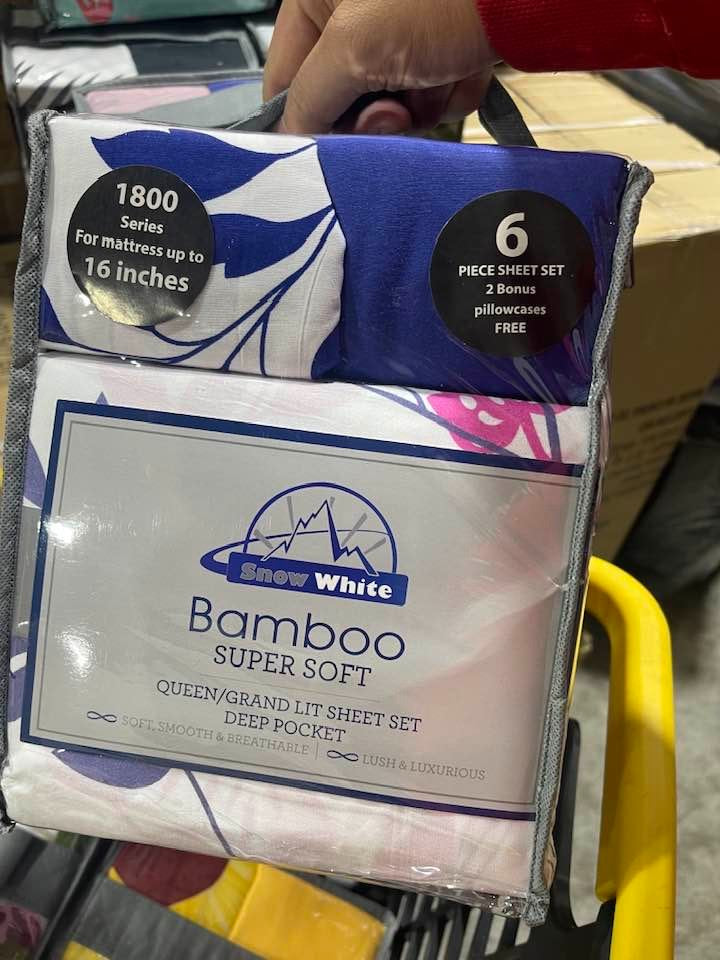 1800
Series
For mattress up to
16 inches
6
PIECE SHEET SET
2 Bonus
pillowcases
FREE
Snow White
Bamboo
SUPER SOFT
QUEEN/GRAND LIT SHEET SET
DEEP POCKET
SOFT, SMOOTH & BREATHABLE | LUSH & LUXURIOUS